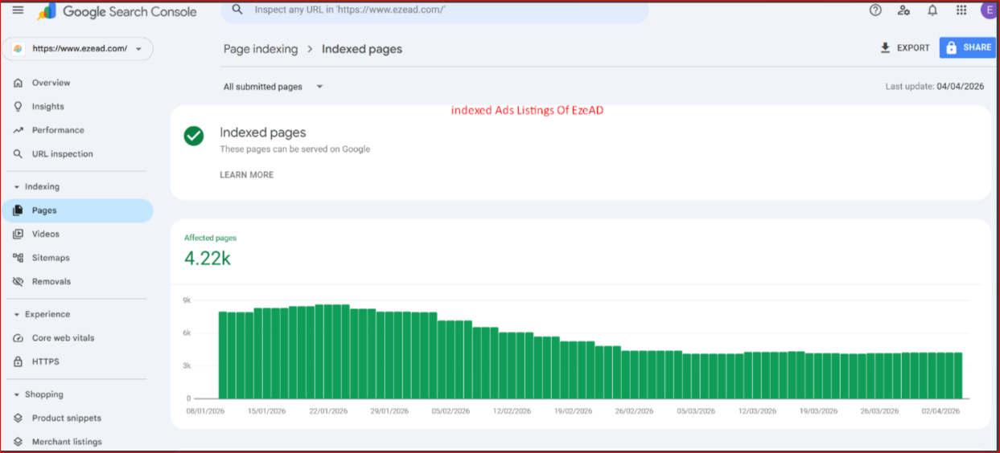 Google Search Console
Inspect any URL in 'https://www.ezead.com/'
E
https://www.ezead.com/
Page indexing > Indexed pages
EXPORT
SHARE
Overview
Insights
Performance
URL inspection
Indexing
Pages
Videos
Sitemaps
Removals
Experience
Core web vitals
HTTPS
Shopping
Product snippets
Merchant listings
All submitted pages
Last update: 04/04/2026
indexed Ads Listings Of EzeAD
Indexed pages
These pages can be served on Google
LEARN MORE
Affected pages
4.22k
9k
6k
3k
0
08/01/2026 15/01/2026 22/01/2026 29/01/2026 05/02/2026 12/02/2026 19/02/2026 26/02/2026 05/03/2026 12/03/2026 19/03/2026 26/03/2026 02/04/2026